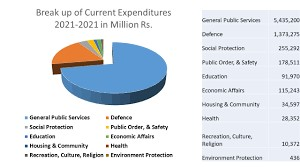 Break up of Current Expenditures
2021-2021 in Million Rs.
General Public Services
Defence
Social Protection
Public Order, & Safety
Education
Economic Affairs
Housing & Community
Health
Recreation, Culture, Religion
Environment Protection
General Public Services 5,435,200
Defence 1,373,275
Social Protection 255,292
Public Order, & Safety 178,511
Education 91,970
Economic Affairs 115,243
Housing & Community 34,597
Health 28,352
Recreation, Culture,
Religion 10,372
Environment Protection 436